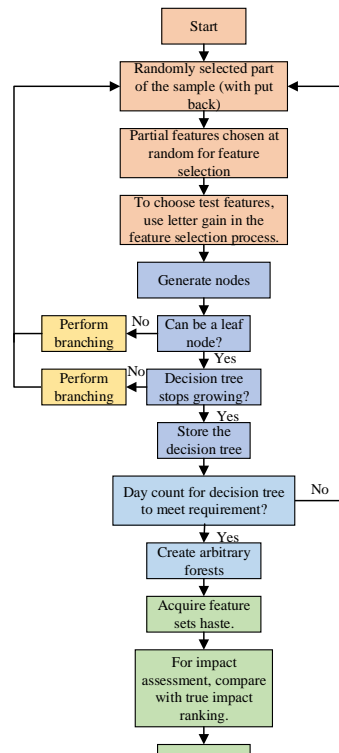 Start
Randomly selected part
of the sample (with put
back)
Partial features chosen at
random for feature
selection
To choose test features,
use letter gain in the
feature selection process.
Generate nodes
Perform
branching
No
Can be a leaf
node?
Yes
Perform
branching
No
Decision tree
stops growing?
Yes
Store the
decision tree
Day count for decision tree
to meet requirement?
No
Yes
Create arbitrary
forests
Acquire feature
sets haste.
For impact
assessment, compare
with true impact
ranking.